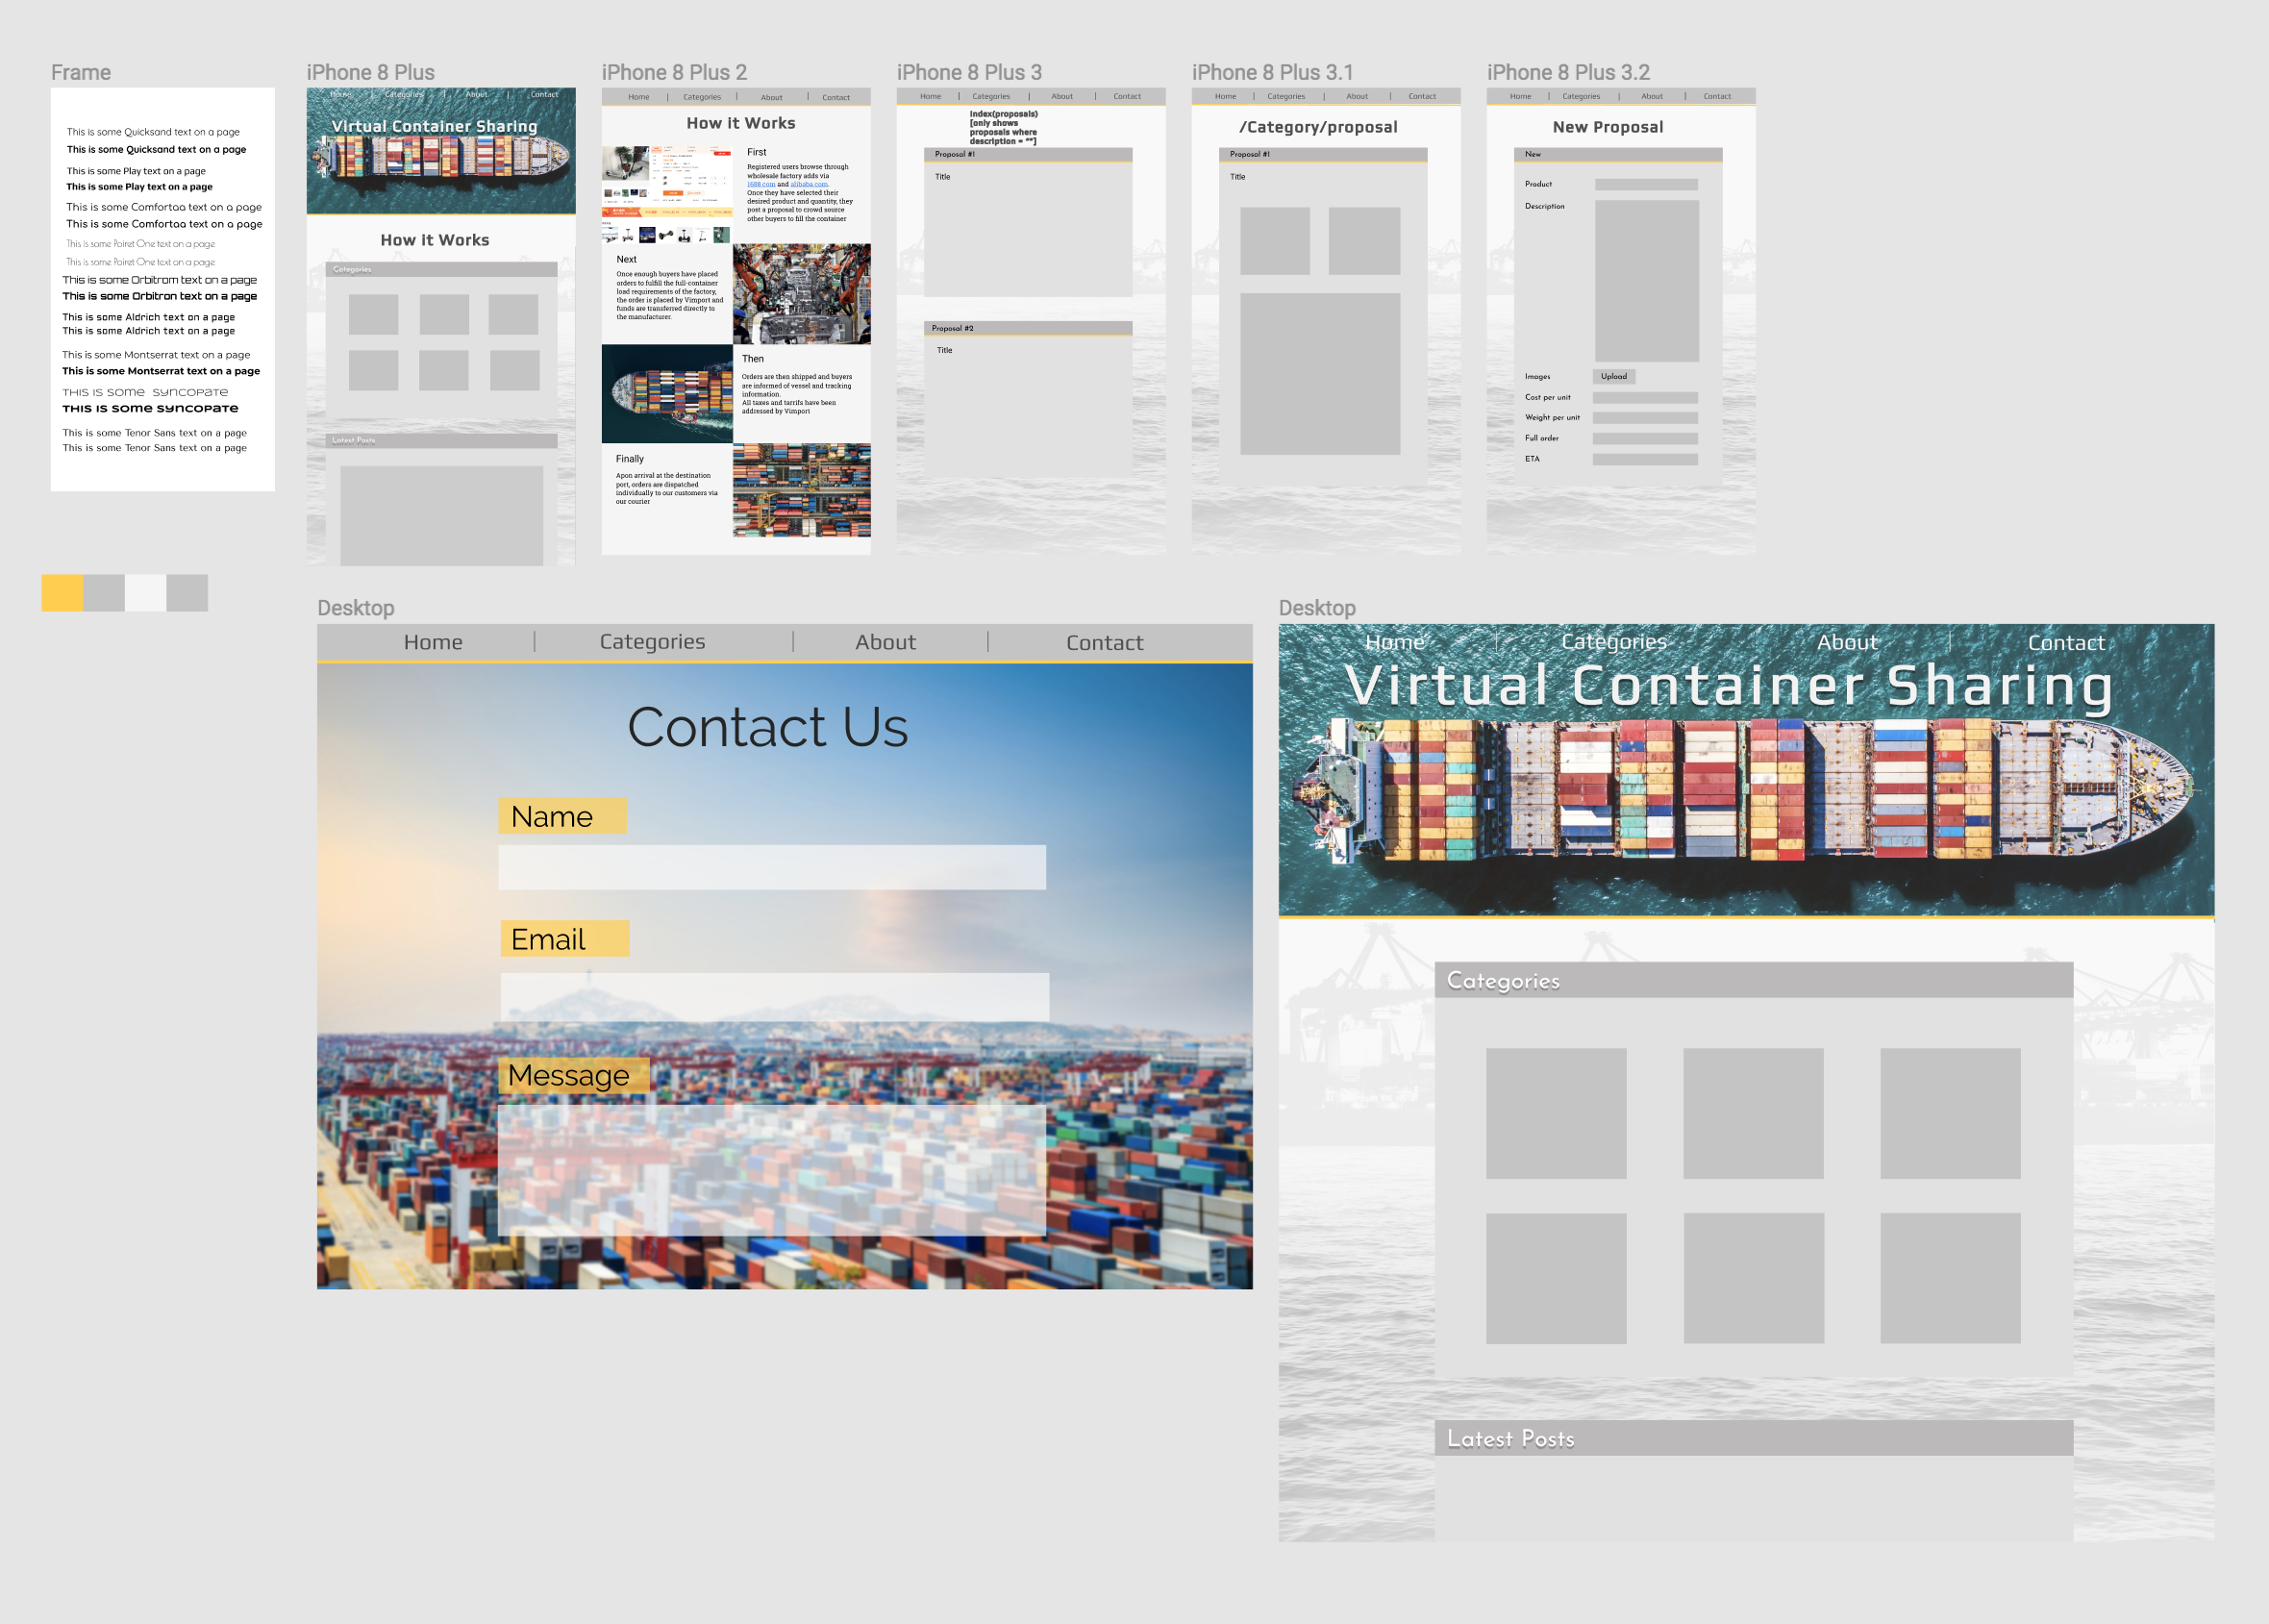 Frame
This is some Quicksand text on a page
This is some Quicksand text on a page
This is some Play text on a page
This is some Play text on a page
This is some Comfortaa text on a page
This is some Comfortaa text on a page
This is some Poiret One text on a page
This is some Poiret One text on a page
This is some Orbitron text on a page
This is some Orbitron text on a page
This is some Aldrich text on a page
This is some Aldrich text on a page
This is some Montserrat text on a page
This is some Montserrat text on a page
THIS IS SOME SYNCOPATE
THIS IS SOME SYNCOPATE
This is some Tenor Sans text on a page
This is some Tenor Sans text on a page
iPhone 8 Plus
Home | Categories | About | Contact
Virtual Container Sharing
How it Works
Categories
Latest Posts
iPhone 8 Plus 2
Home | Categories | About | Contact
How it Works
First
Registered users browse through
wholesale factory adds via
1688.com and alibaba.com.
Once they have selected their
desired product and quantity, they
post a proposal to crowd source
other buyers to fill the container
Next
Once enough buyers have placed
orders to fulfill the full-container
load requirements of the factory,
the order is placed by Vimport and
funds are transferred directly to
the manufacturer.
Then
Orders are then shipped and buyers
are informed of vessel and tracking
information.
All taxes and tarrifs have been
addressed by Vimport
Finally
Apon arrival at the destination
port, orders are dispatched
individually to our customers via
our courier
iPhone 8 Plus 3
Home | Categories | About | Contact
Index(proposals)
[only shows
proposals where
description = ""]
Proposal #1
Title
Proposal #2
Title
iPhone 8 Plus 3.1
Home | Categories | About | Contact
/Category/proposal
Proposal #1
Title
iPhone 8 Plus 3.2
Home | Categories | About | Contact
New Proposal
New
Product
Description
Images Upload
Cost per unit
Weight per unit
Full order
ETA
Desktop
Home | Categories | About | Contact
Contact Us
Name
Email
Message
Desktop
Home | Categories About | Contact
Virtual Container Sharing
Categories
Latest Posts